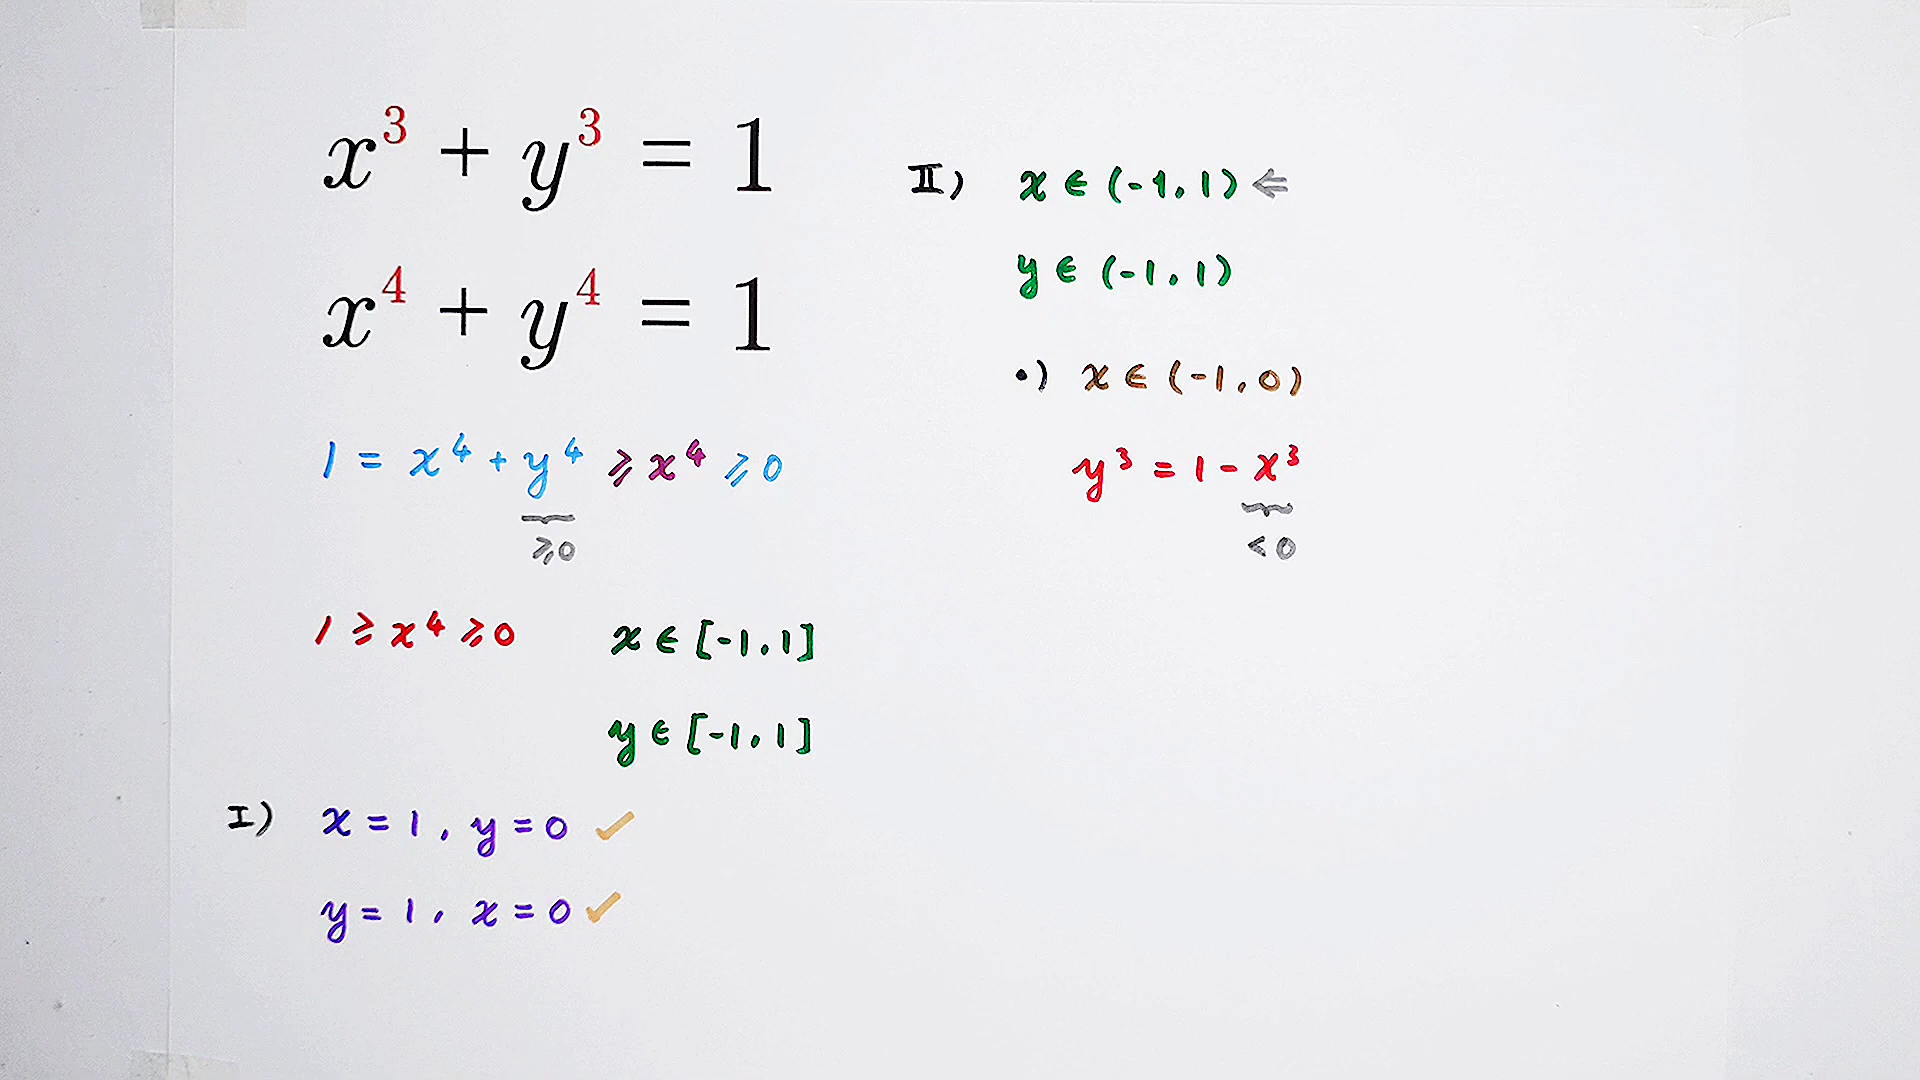 x³ + y³ = 1
x⁴ + y⁴ = 1
1 = x⁴ + y⁴ ⩾ x⁴ ⩾ 0
⩾0
1 ⩾ x⁴ ⩾ 0 x ∈ [-1, 1]
y ∈ [-1, 1]
I) x = 1, y = 0 ✓
y = 1, x = 0 ✓
II) x ∈ (-1, 1) ⇐
y ∈ (-1, 1)
•) x ∈ (-1, 0)
y³ = 1 - x³
< 0